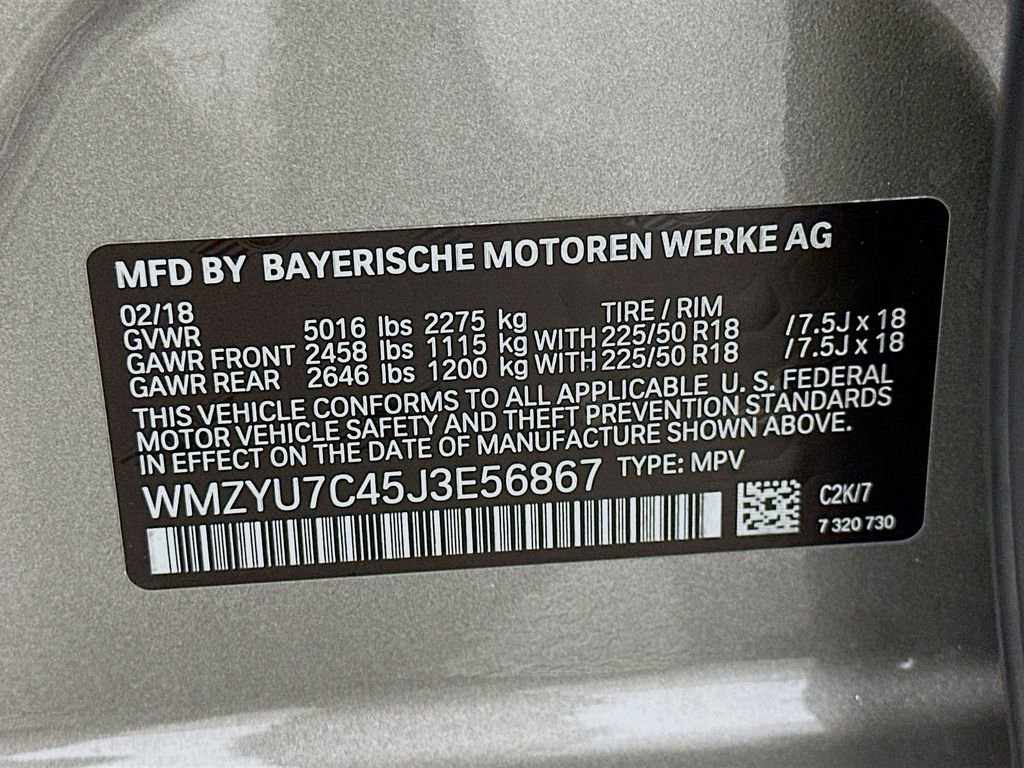 MFD BY BAYERISCHE MOTOREN WERKE AG
02/18 TIRE / RIM
GVWR 5016 lbs 2275 kg
GAWR FRONT 2458 lbs 1115 kg WITH 225/50 R18 /7.5J x 18
GAWR REAR 2646 lbs 1200 kg WITH 225/50 R18 /7.5J x 18
THIS VEHICLE CONFORMS TO ALL APPLICABLE U. S. FEDERAL
MOTOR VEHICLE SAFETY AND THEFT PREVENTION STANDARDS
IN EFFECT ON THE DATE OF MANUFACTURE SHOWN ABOVE.
WMZYU7C45J3E56867 TYPE: MPV
C2K/7
7 320 730